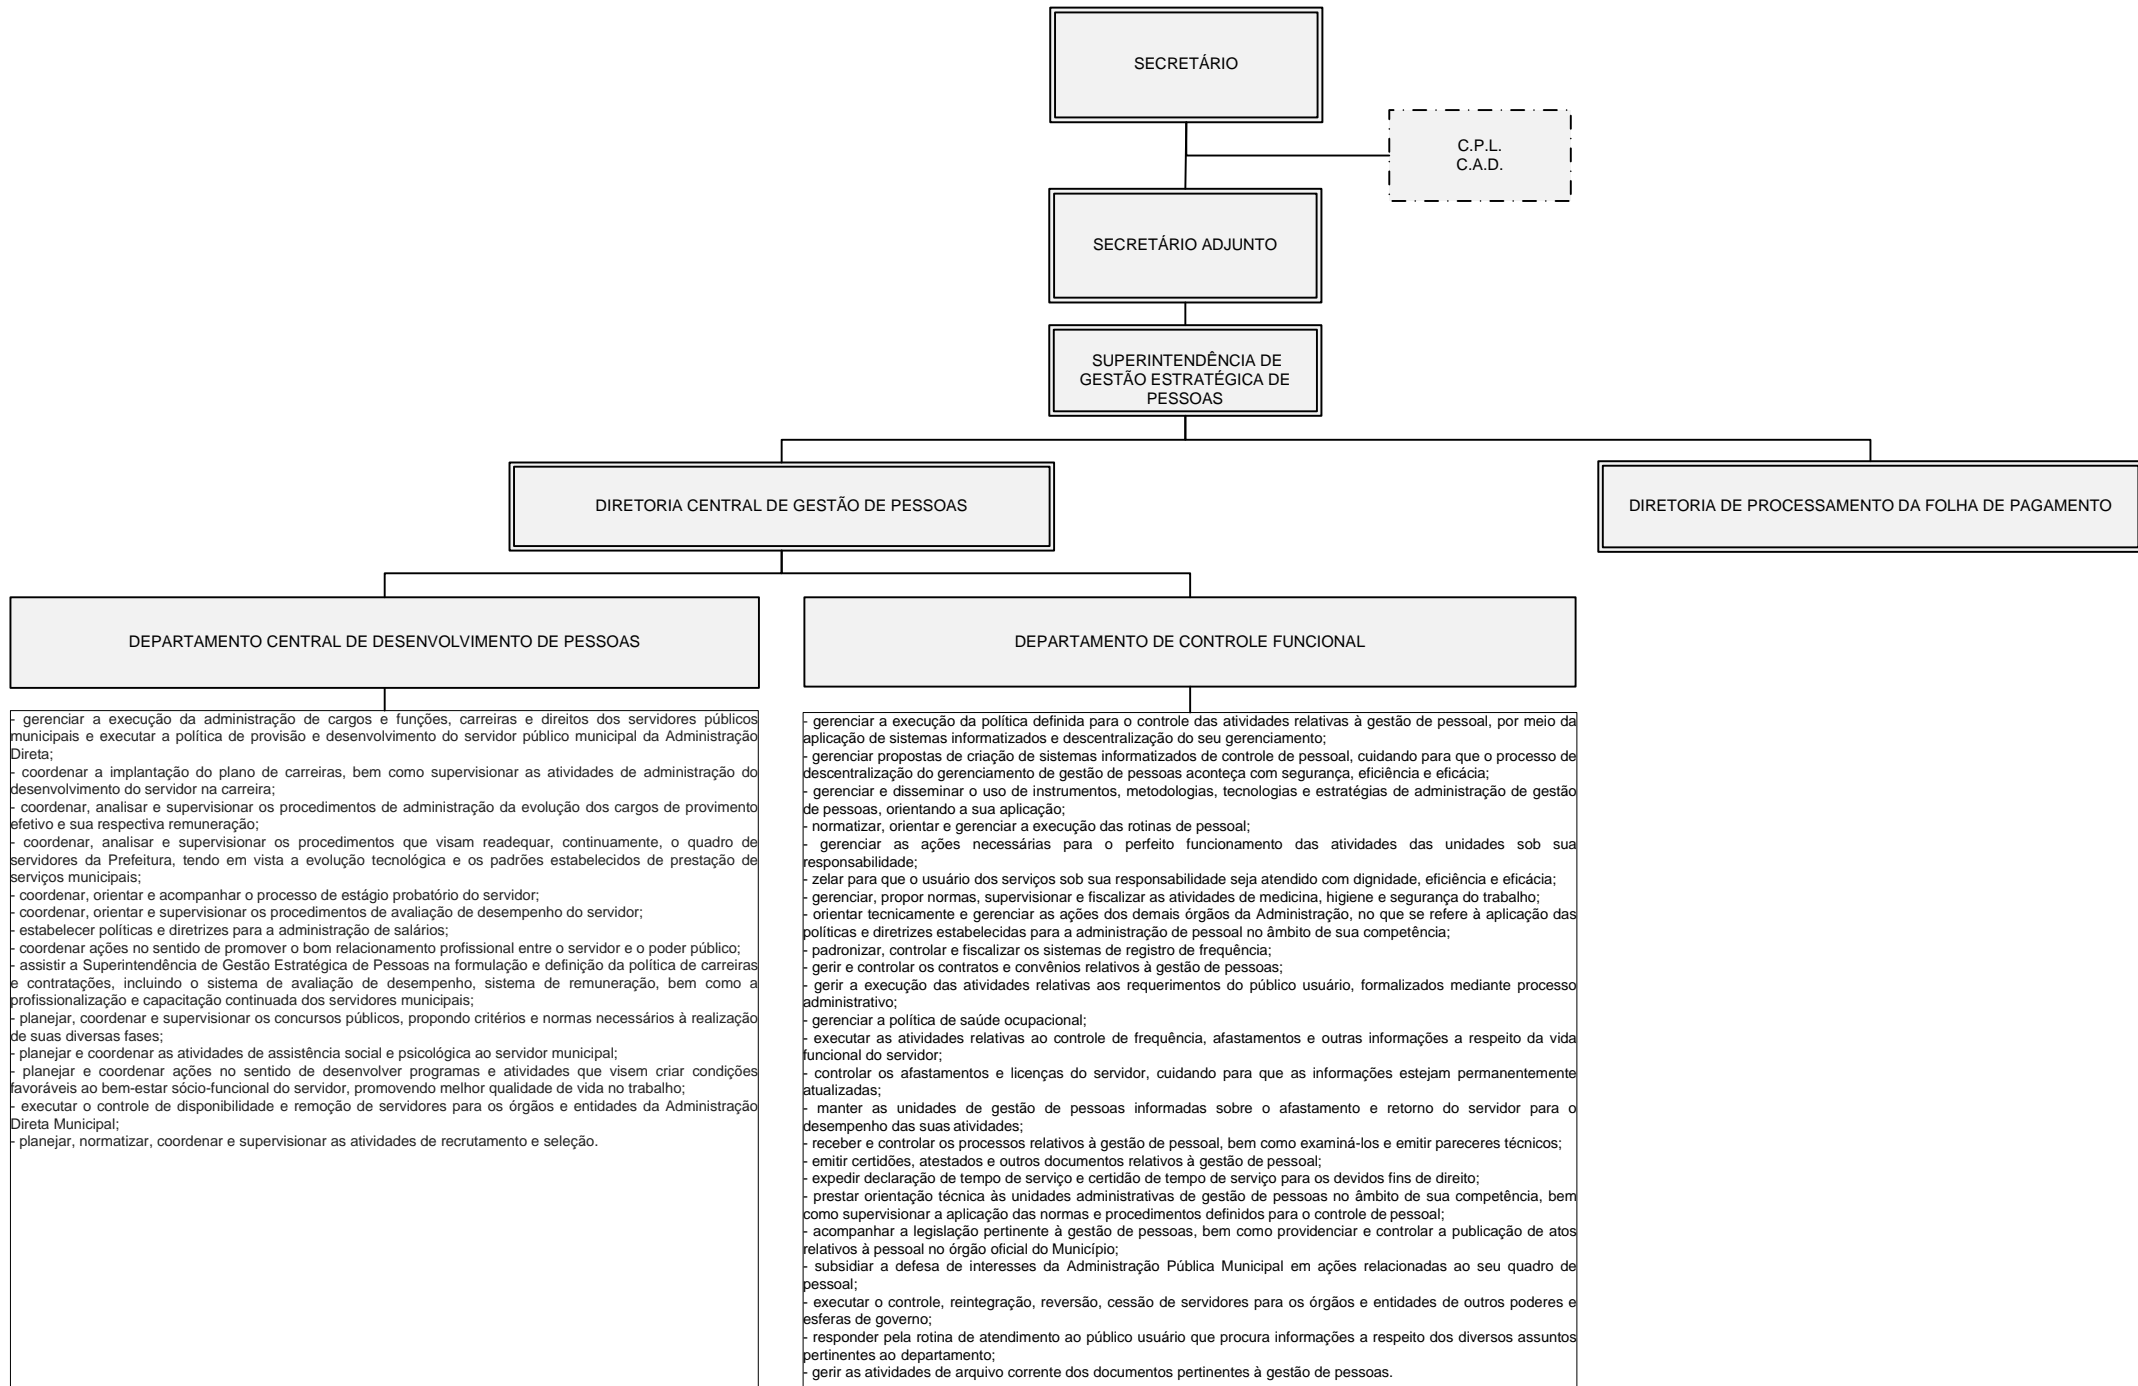 SECRETÁRIO
C.P.L.
C.A.D.
SECRETÁRIO ADJUNTO
SUPERINTENDÊNCIA DE
GESTÃO ESTRATÉGICA DE
PESSOAS
DIRETORIA CENTRAL DE GESTÃO DE PESSOAS
DIRETORIA DE PROCESSAMENTO DA FOLHA DE PAGAMENTO
DEPARTAMENTO CENTRAL DE DESENVOLVIMENTO DE PESSOAS
- gerenciar a execução da administração de cargos e funções, carreiras e direitos dos servidores públicos
municipais e executar a política de provisão e desenvolvimento do servidor público municipal da Administração
Direta;
- coordenar a implantação do plano de carreiras, bem como supervisionar as atividades de administração do
desenvolvimento do servidor na carreira;
- coordenar, analisar e supervisionar os procedimentos de administração da evolução dos cargos de provimento
efetivo e sua respectiva remuneração;
- coordenar, analisar e supervisionar os procedimentos que visam readequar, continuamente, o quadro de
servidores da Prefeitura, tendo em vista a evolução tecnológica e os padrões estabelecidos de prestação de
serviços municipais;
- coordenar, orientar e acompanhar o processo de estágio probatório do servidor;
- coordenar, orientar e supervisionar os procedimentos de avaliação de desempenho do servidor;
- estabelecer políticas e diretrizes para a administração de salários;
- coordenar ações no sentido de promover o bom relacionamento profissional entre o servidor e o poder público;
- assistir a Superintendência de Gestão Estratégica de Pessoas na formulação e definição da política de carreiras
e contratações, incluindo o sistema de avaliação de desempenho, sistema de remuneração, bem como a
profissionalização e capacitação continuada dos servidores municipais;
- planejar, coordenar e supervisionar os concursos públicos, propondo critérios e normas necessários à realização
de suas diversas fases;
- planejar e coordenar as atividades de assistência social e psicológica ao servidor municipal;
- planejar e coordenar ações no sentido de desenvolver programas e atividades que visem criar condições
favoráveis ao bem-estar sócio-funcional do servidor, promovendo melhor qualidade de vida no trabalho;
- executar o controle de disponibilidade e remoção de servidores para os órgãos e entidades da Administração
Direta Municipal;
- planejar, normatizar, coordenar e supervisionar as atividades de recrutamento e seleção.
DEPARTAMENTO DE CONTROLE FUNCIONAL
- gerenciar a execução da política definida para o controle das atividades relativas à gestão de pessoal, por meio da
aplicação de sistemas informatizados e descentralização do seu gerenciamento;
- gerenciar propostas de criação de sistemas informatizados de controle de pessoal, cuidando para que o processo de
descentralização do gerenciamento de gestão de pessoas aconteça com segurança, eficiência e eficácia;
- gerenciar e disseminar o uso de instrumentos, metodologias, tecnologias e estratégias de administração de gestão
de pessoas, orientando a sua aplicação;
- normatizar, orientar e gerenciar a execução das rotinas de pessoal;
- gerenciar as ações necessárias para o perfeito funcionamento das atividades das unidades sob sua
responsabilidade;
- zelar para que o usuário dos serviços sob sua responsabilidade seja atendido com dignidade, eficiência e eficácia;
- gerenciar, propor normas, supervisionar e fiscalizar as atividades de medicina, higiene e segurança do trabalho;
- orientar tecnicamente e gerenciar as ações dos demais órgãos da Administração, no que se refere à aplicação das
políticas e diretrizes estabelecidas para a administração de pessoal no âmbito de sua competência;
- padronizar, controlar e fiscalizar os sistemas de registro de frequência;
- gerir e controlar os contratos e convênios relativos à gestão de pessoas;
- gerir a execução das atividades relativas aos requerimentos do público usuário, formalizados mediante processo
administrativo;
- gerenciar a política de saúde ocupacional;
- executar as atividades relativas ao controle de frequência, afastamentos e outras informações a respeito da vida
funcional do servidor;
- controlar os afastamentos e licenças do servidor, cuidando para que as informações estejam permanentemente
atualizadas;
- manter as unidades de gestão de pessoas informadas sobre o afastamento e retorno do servidor para o
desempenho das suas atividades;
- receber e controlar os processos relativos à gestão de pessoal, bem como examiná-los e emitir pareceres técnicos;
- emitir certidões, atestados e outros documentos relativos à gestão de pessoal;
- expedir declaração de tempo de serviço e certidão de tempo de serviço para os devidos fins de direito;
- prestar orientação técnica às unidades administrativas de gestão de pessoas no âmbito de sua competência, bem
como supervisionar a aplicação das normas e procedimentos definidos para o controle de pessoal;
- acompanhar a legislação pertinente à gestão de pessoas, bem como providenciar e controlar a publicação de atos
relativos à pessoal no órgão oficial do Município;
- subsidiar a defesa de interesses da Administração Pública Municipal em ações relacionadas ao seu quadro de
pessoal;
- executar o controle, reintegração, reversão, cessão de servidores para os órgãos e entidades de outros poderes e
esferas de governo;
- responder pela rotina de atendimento ao público usuário que procura informações a respeito dos diversos assuntos
pertinentes ao departamento;
- gerir as atividades de arquivo corrente dos documentos pertinentes à gestão de pessoas.